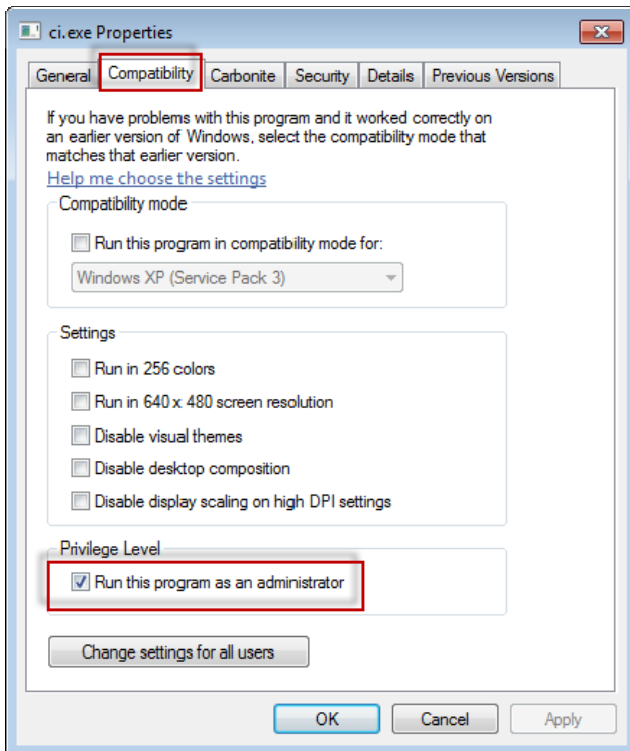 ci.exe Properties
General Compatibility Carbonite Security Details Previous Versions
If you have problems with this program and it worked correctly on
an earlier version of Windows, select the compatibility mode that
matches that earlier version.
Help me choose the settings
Compatibility mode
Run this program in compatibility mode for:
Windows XP (Service Pack 3)
Settings
Run in 256 colors
Run in 640 x 480 screen resolution
Disable visual themes
Disable desktop composition
Disable display scaling on high DPI settings
Privilege Level
Run this program as an administrator
Change settings for all users
OK Cancel Apply